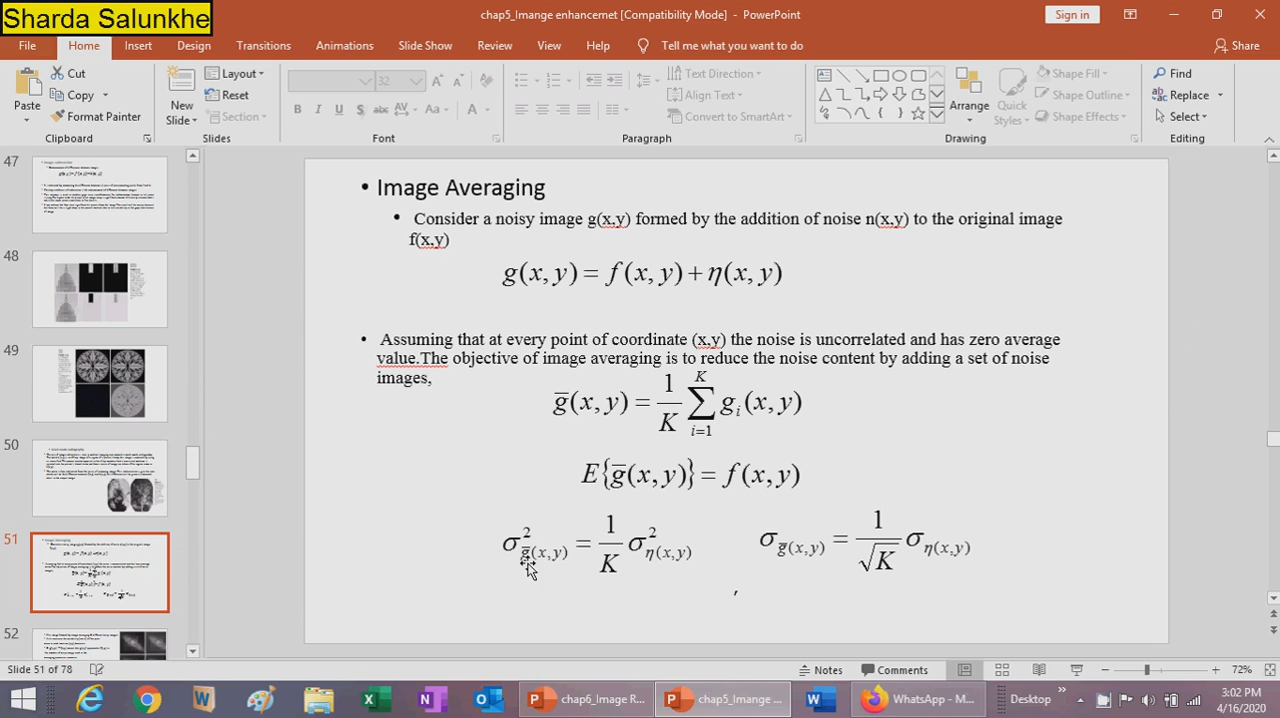 Sharda Salunkhe
chap5_Imange enhancemet [Compatibility Mode] - PowerPoint
Sign in
File Home Insert Design Transitions Animations Slide Show Review View Help Tell me what you want to do Share
Paste
Cut
Copy
Format Painter
Clipboard
New
Slide
Layout
Reset
Section
Slides
32
B I U S abc AV Aa A
Font
Text Direction
Align Text
Convert to SmartArt
Paragraph
Arrange
Quick
Styles
Shape Fill
Shape Outline
Shape Effects
Drawing
Find
Replace
Select
Editing
47
48
49
50
51
52
• Image Averaging
• Consider a noisy image g(x,y) formed by the addition of noise n(x,y) to the original image
f(x,y)
g(x, y) = f(x, y) + η(x, y)
• Assuming that at every point of coordinate (x,y) the noise is uncorrelated and has zero average
value.The objective of image averaging is to reduce the noise content by adding a set of noise
images,
g̅(x, y) = 1/K ∑_{i=1}^{K} g_i(x, y)
E{g̅(x, y)} = f(x, y)
σ²_{g̅(x,y)} = 1/K σ²_{η(x,y)} σ_{g̅(x,y)} = 1/√K σ_{η(x,y)}
,
Slide 51 of 78
Notes
Comments
72%
chap6_Image R...
chap5_Imange ...
WhatsApp - M...
Desktop
3:02 PM
4/16/2020